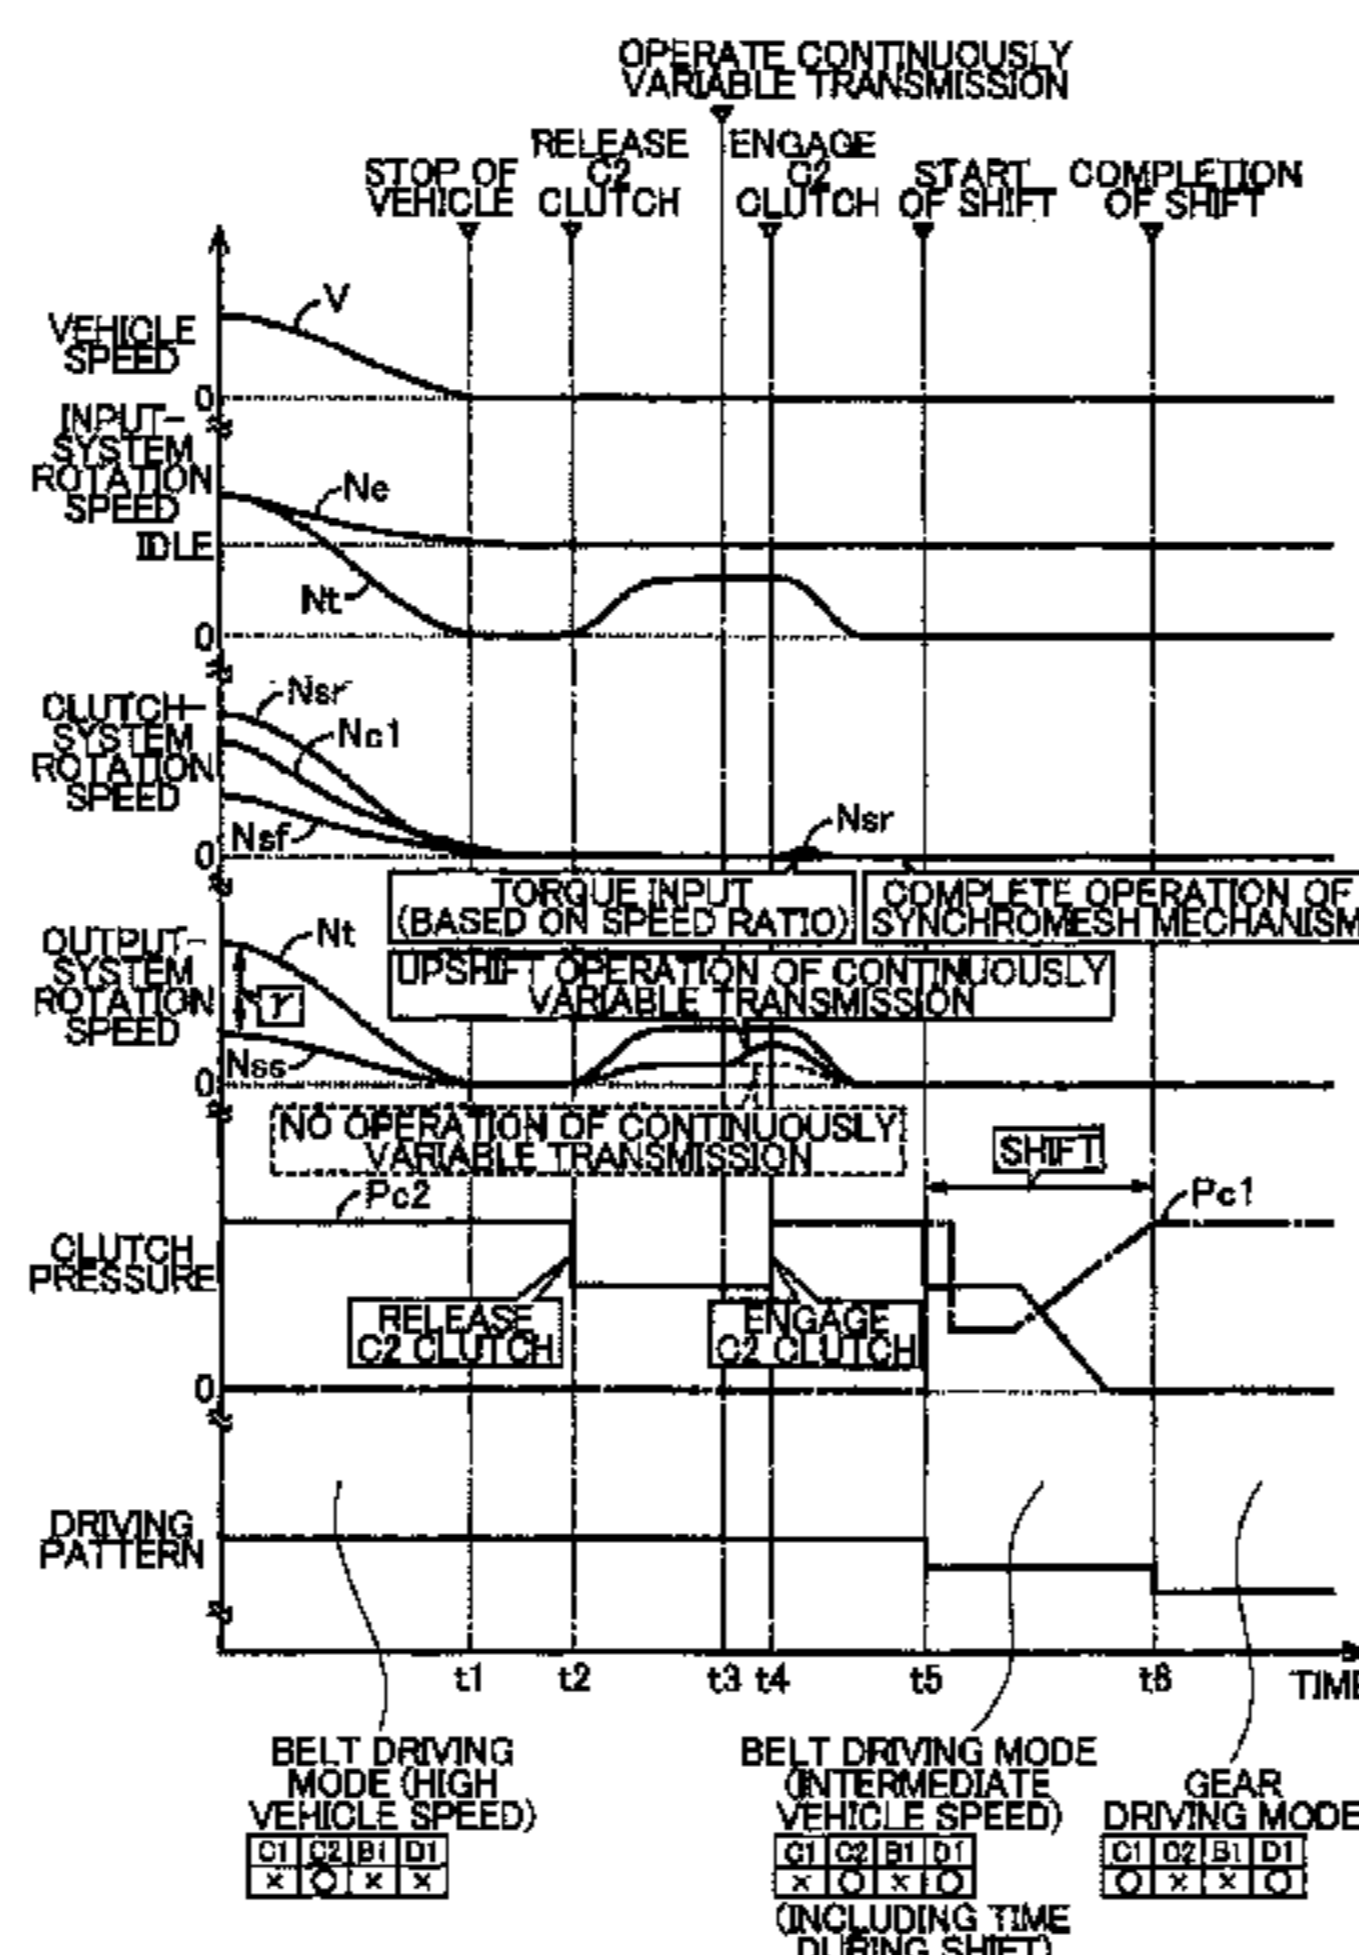 OPERATE CONTINUOUSLY
VARIABLE TRANSMISSION
STOP OF
VEHICLE
RELEASE
C2
CLUTCH
ENGAGE
C2
CLUTCH
START
OF SHIFT
COMPLETION
OF SHIFT
VEHICLE
SPEED
V
0
INPUT-
SYSTEM
ROTATION
SPEED
Ne
IDLE
Nt
0
CLUTCH-
SYSTEM
ROTATION
SPEED
Nsr
Nc1
Nsf
Nsr
0
TORQUE INPUT
(BASED ON SPEED RATIO)
COMPLETE OPERATION OF
SYNCHROMESH MECHANISM
OUTPUT-
SYSTEM
ROTATION
SPEED
Nt
γ
Nss
0
UPSHIFT OPERATION OF CONTINUOUSLY
VARIABLE TRANSMISSION
NO OPERATION OF CONTINUOUSLY
VARIABLE TRANSMISSION
SHIFT
Pc2
Pc1
CLUTCH
PRESSURE
RELEASE
C2 CLUTCH
ENGAGE
C2 CLUTCH
0
DRIVING
PATTERN
t1 t2 t3 t4 t5 t6 TIME
BELT DRIVING
MODE (HIGH
VEHICLE SPEED)
C1 C2 B1 D1
× ○ × ×
BELT DRIVING MODE
(INTERMEDIATE
VEHICLE SPEED)
C1 C2 B1 D1
× ○ × ○
(INCLUDING TIME
DURING SHIFT)
GEAR
DRIVING MODE
C1 C2 B1 D1
○ × × ○